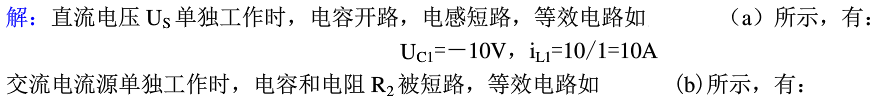 解：直流电压 US 单独工作时，电容开路，电感短路，等效电路如 （a）所示，有：
UC1=－10V，iL1=10/1=10A
交流电流源单独工作时，电容和电阻 R2 被短路，等效电路如 (b)所示，有：